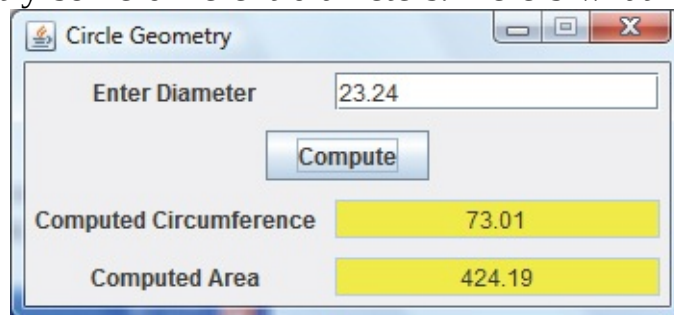 Circle Geometry
Enter Diameter 23.24
Compute
Computed Circumference 73.01
Computed Area 424.19